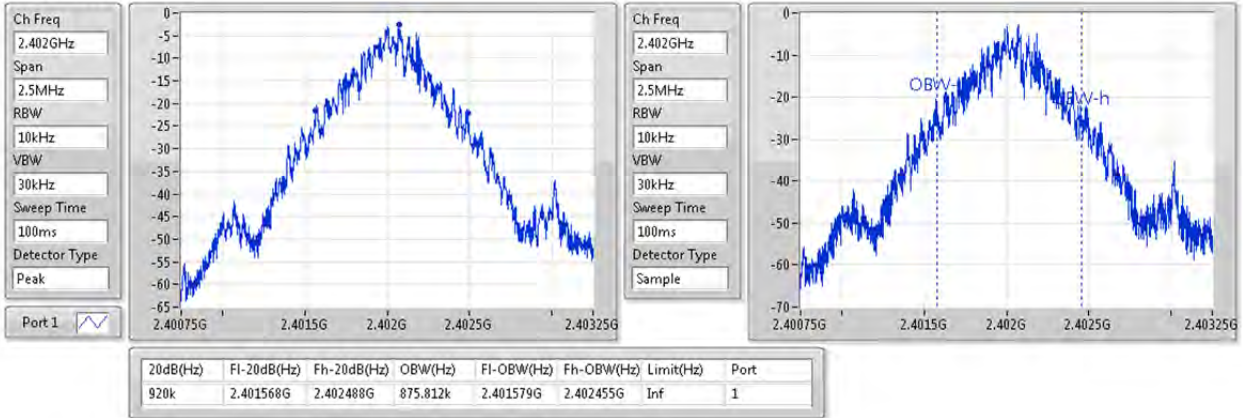 Ch Freq
2.402GHz
Span
2.5MHz
RBW
10kHz
VBW
30kHz
Sweep Time
100ms
Detector Type
Peak
Port 1
0-
-5-
-10-
-15-
-20-
-25-
-30-
-35-
-40-
-45-
-50-
-55-
-60-
-65-
2.40075G 2.4015G 2.402G 2.4025G 2.40325G
Ch Freq
2.402GHz
Span
2.5MHz
RBW
10kHz
VBW
30kHz
Sweep Time
100ms
Detector Type
Sample
0-
-10-
-20-
-30-
-40-
-50-
-60-
-70-
OBW-
2.40075G 2.4015G 2.402G 2.4025G 2.40325G
20dB(Hz) Fl-20dB(Hz) Fh-20dB(Hz) OBW(Hz) Fl-OBW(Hz) Fh-OBW(Hz) Limit(Hz) Port
920k 2.401568G 2.402488G 875.812k 2.401579G 2.402455G Inf 1